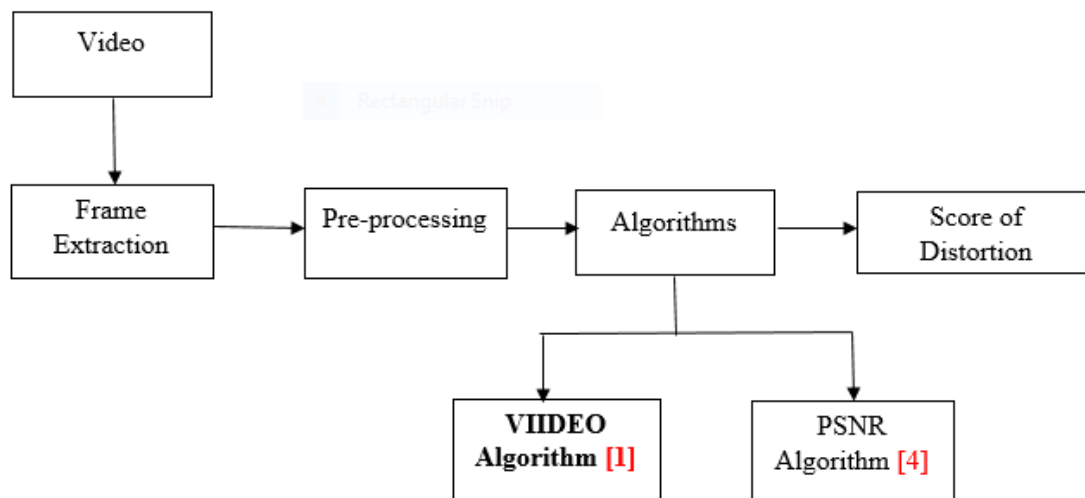 Video
Rectangular Snip
Frame
Extraction
Pre-processing
Algorithms
Score of
Distortion
VIIDEO
Algorithm [1]
PSNR
Algorithm [4]